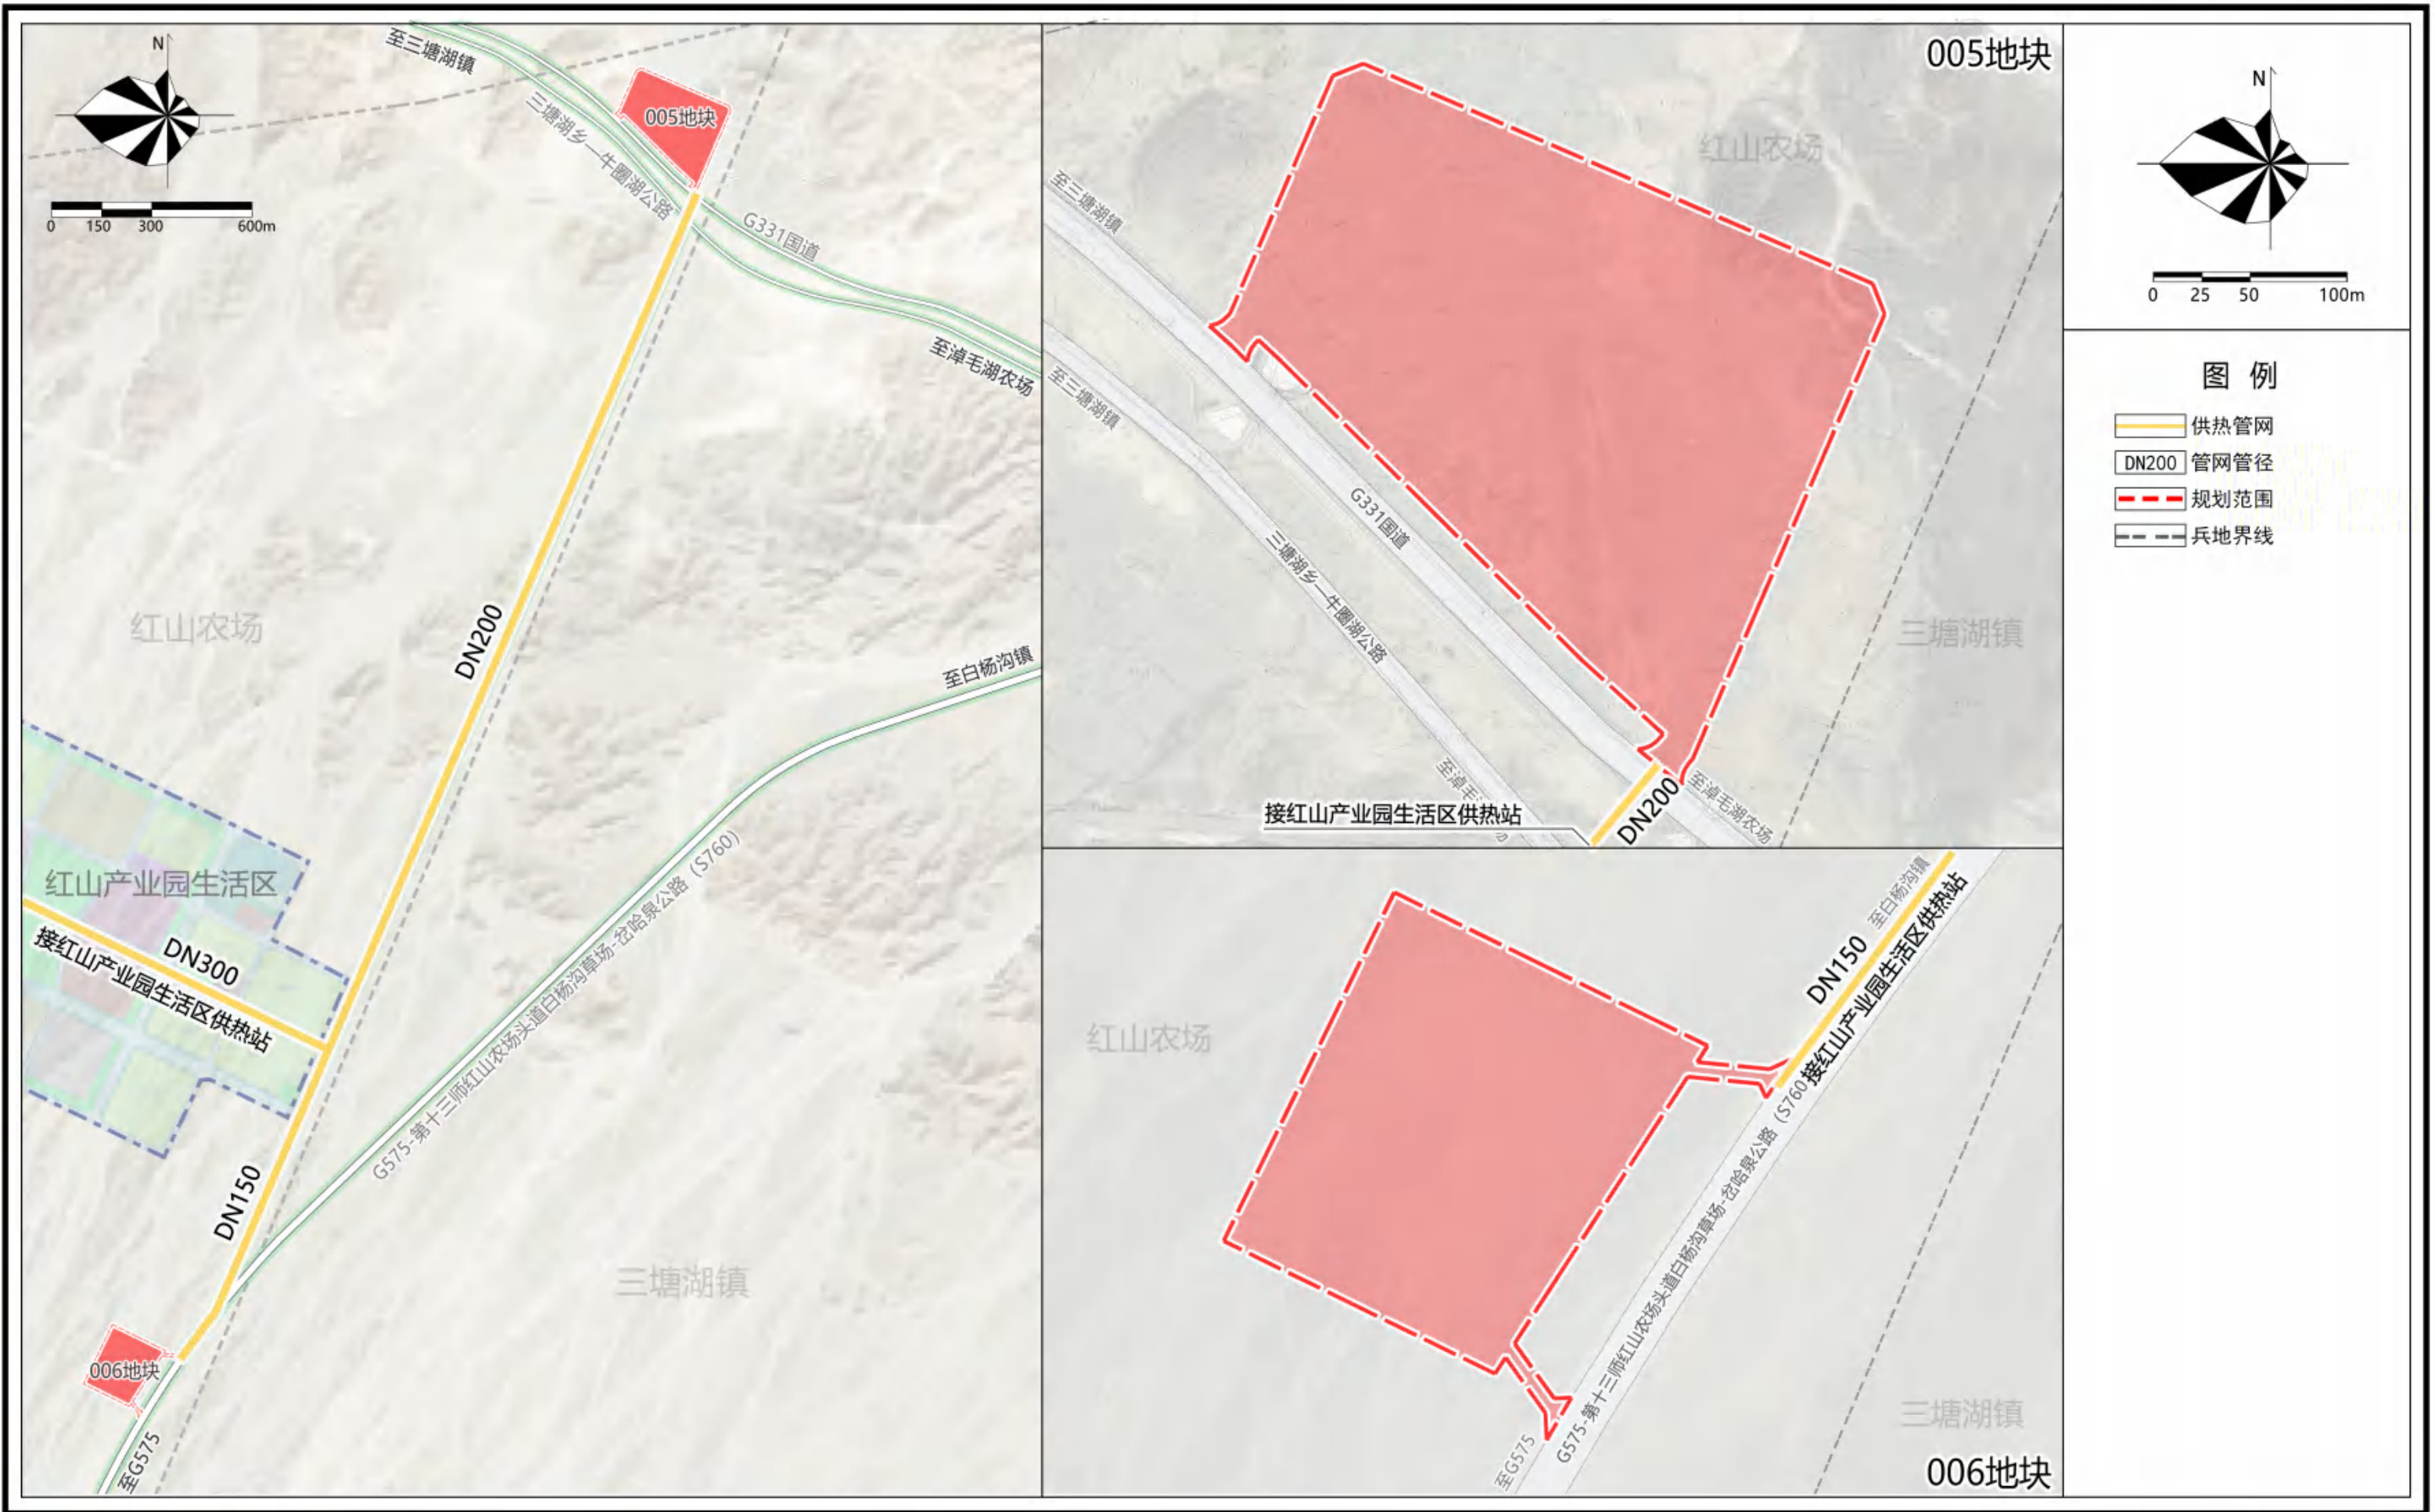 N
0 150 300 600m
至三塘湖镇
005地块
三塘湖乡—牛圈湖公路
G331国道
至淖毛湖农场
DN200
红山农场
至白杨沟镇
红山产业园生活区
DN300
接红山产业园生活区供热站
G575-第十三师红山农场头道白杨沟草场-岔哈泉公路（S760）
DN150
三塘湖镇
006地块
至G575
005地块
红山农场
至三塘湖镇
至三塘湖镇
G331国道
三塘湖乡—牛圈湖公路
三塘湖镇
至淖毛湖农场
至淖毛湖农场
接红山产业园生活区供热站
DN200
至白杨沟镇
DN150
接红山产业园生活区供热站
红山农场
G575-第十三师红山农场头道白杨沟草场-岔哈泉公路（S760
至G575
三塘湖镇
006地块
N
0 25 50 100m
图 例
供热管网
DN200 管网管径
规划范围
兵地界线